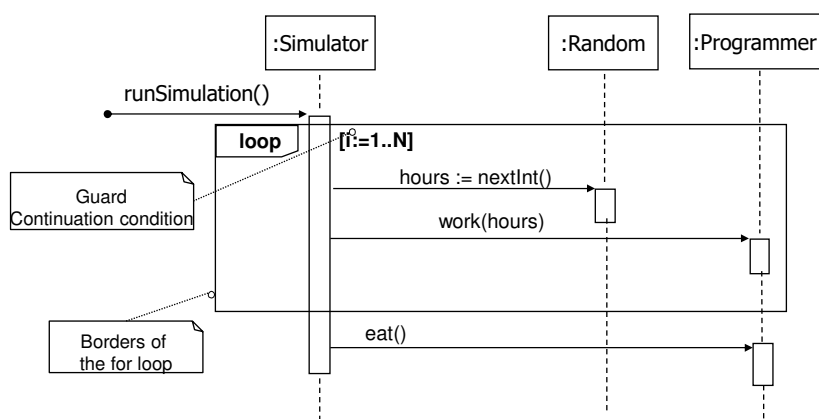 :Simulator
:Random
:Programmer
runSimulation()
loop
[i:=1..N]
Guard
Continuation condition
hours := nextInt()
work(hours)
Borders of
the for loop
eat()